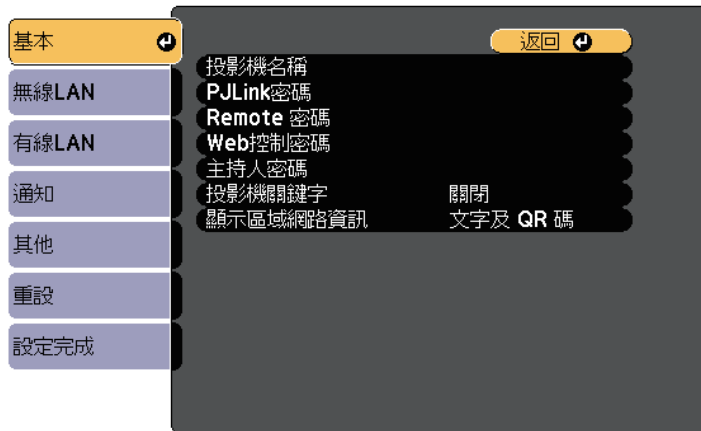 基本
無線LAN
有線LAN
通知
其他
重設
設定完成
返回
投影機名稱
PJLink密碼
Remote 密碼
Web控制密碼
主持人密碼
投影機關鍵字 關閉
顯示區域網路資訊 文字及 QR 碼